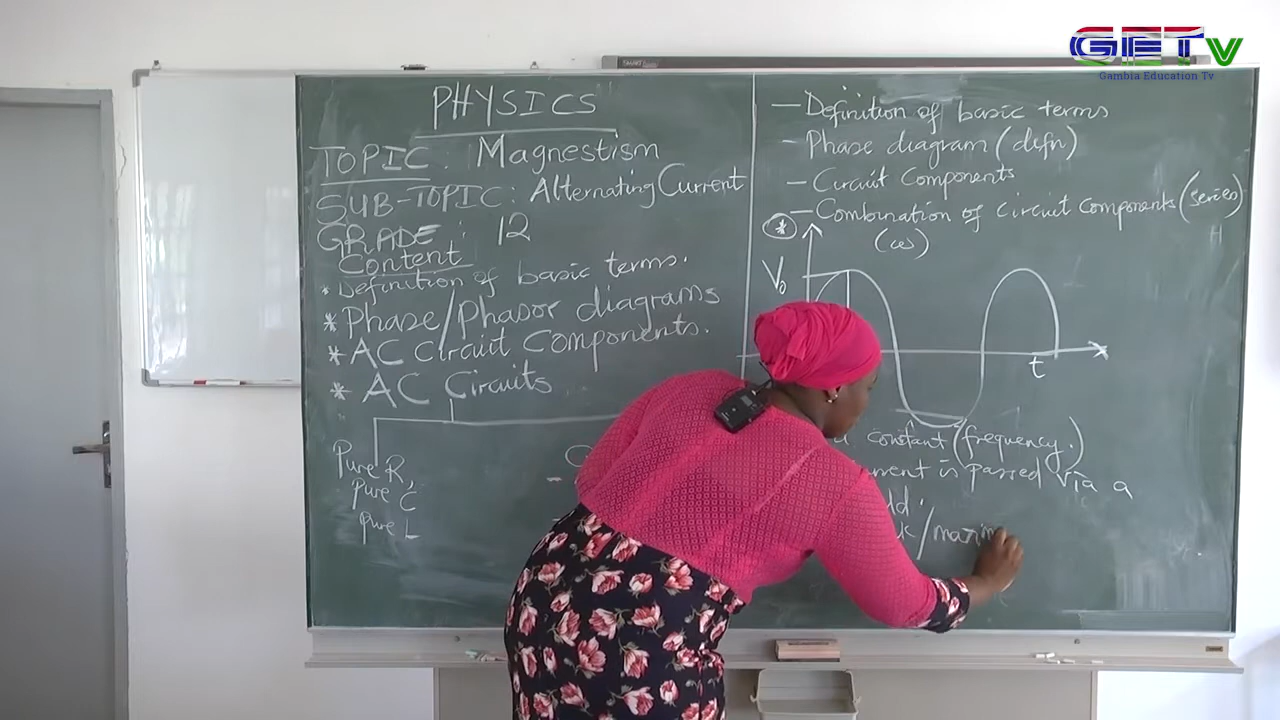 GETv
Gambia Education Tv
SMART
PHYSICS
TOPIC: Magnestism
SUB-TOPIC: Alternating Current
GRADE: 12
Content
* Definition of basic terms.
* Phase/phasor diagrams
* AC Circuit Components.
* AC Circuits
Pure R,
Pure C
Pure L
- Definition of basic terms
- Phase diagram (defn)
- Circuit Components
- Combination of circuit components (series)
*
V₀
t
constant (frequency.)
is passed via a